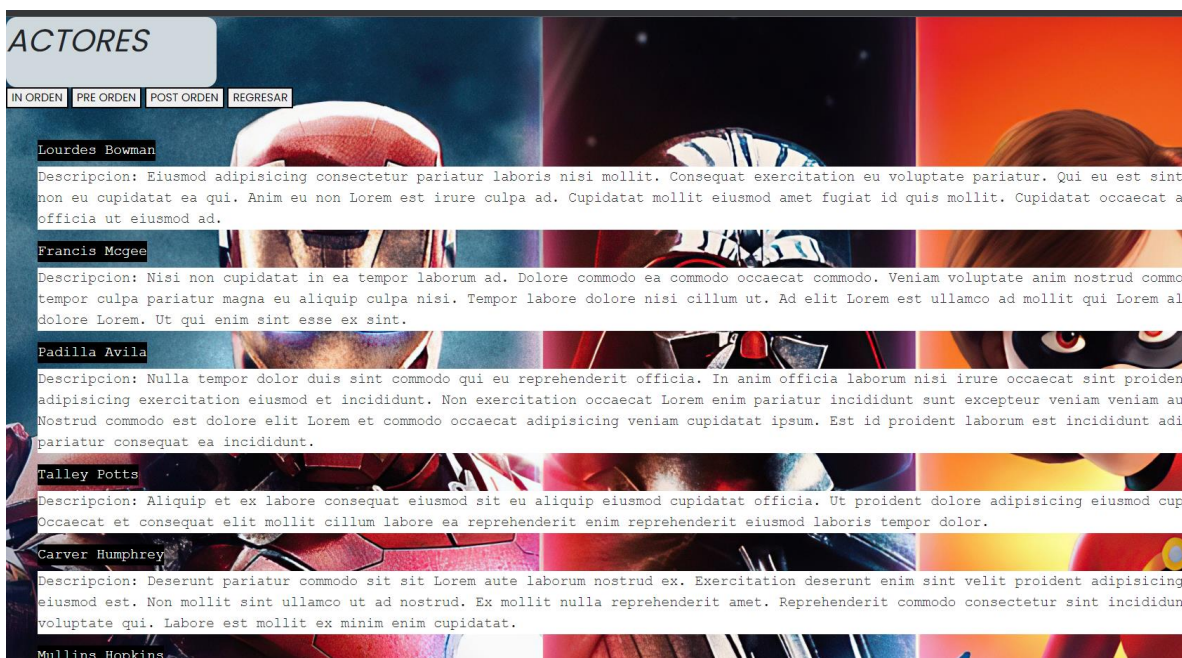 ACTORES
IN ORDEN PRE ORDEN POST ORDEN REGRESAR
Lourdes Bowman
Descripcion: Eiusmod adipisicing consectetur pariatur laboris nisi mollit. Consequat exercitation eu voluptate pariatur. Qui eu est sint
non eu cupidatat ea qui. Anim eu non Lorem est irure culpa ad. Cupidatat mollit eiusmod amet fugiat id quis mollit. Cupidatat occaecat a
officia ut eiusmod ad.
Francis Mcgee
Descripcion: Nisi non cupidatat in ea tempor laborum ad. Dolore commodo ea commodo occaecat commodo. Veniam voluptate anim nostrud commo
tempor culpa pariatur magna eu aliquip culpa nisi. Tempor labore dolore nisi cillum ut. Ad elit Lorem est ullamco ad mollit qui Lorem al
dolore Lorem. Ut qui enim sint esse ex sint.
Padilla Avila
Descripcion: Nulla tempor dolor duis sint commodo qui eu reprehenderit officia. In anim officia laborum nisi irure occaecat sint proiden
adipisicing exercitation eiusmod et incididunt. Non exercitation occaecat Lorem enim pariatur incididunt sunt excepteur veniam veniam au
Nostrud commodo est dolore elit Lorem et commodo occaecat adipisicing veniam cupidatat ipsum. Est id proident laborum est incididunt adi
pariatur consequat ea incididunt.
Talley Potts
Descripcion: Aliquip et ex labore consequat eiusmod sit eu aliquip eiusmod cupidatat officia. Ut proident dolore adipisicing eiusmod cup
Occaecat et consequat elit mollit cillum labore ea reprehenderit enim reprehenderit eiusmod laboris tempor dolor.
Carver Humphrey
Descripcion: Deserunt pariatur commodo sit sit Lorem aute laborum nostrud ex. Exercitation deserunt enim sint velit proident adipisicing
eiusmod est. Non mollit sint ullamco ut ad nostrud. Ex mollit nulla reprehenderit amet. Reprehenderit commodo consectetur sint incididun
voluptate qui. Labore est mollit ex minim enim cupidatat.
Mullins Hopkins